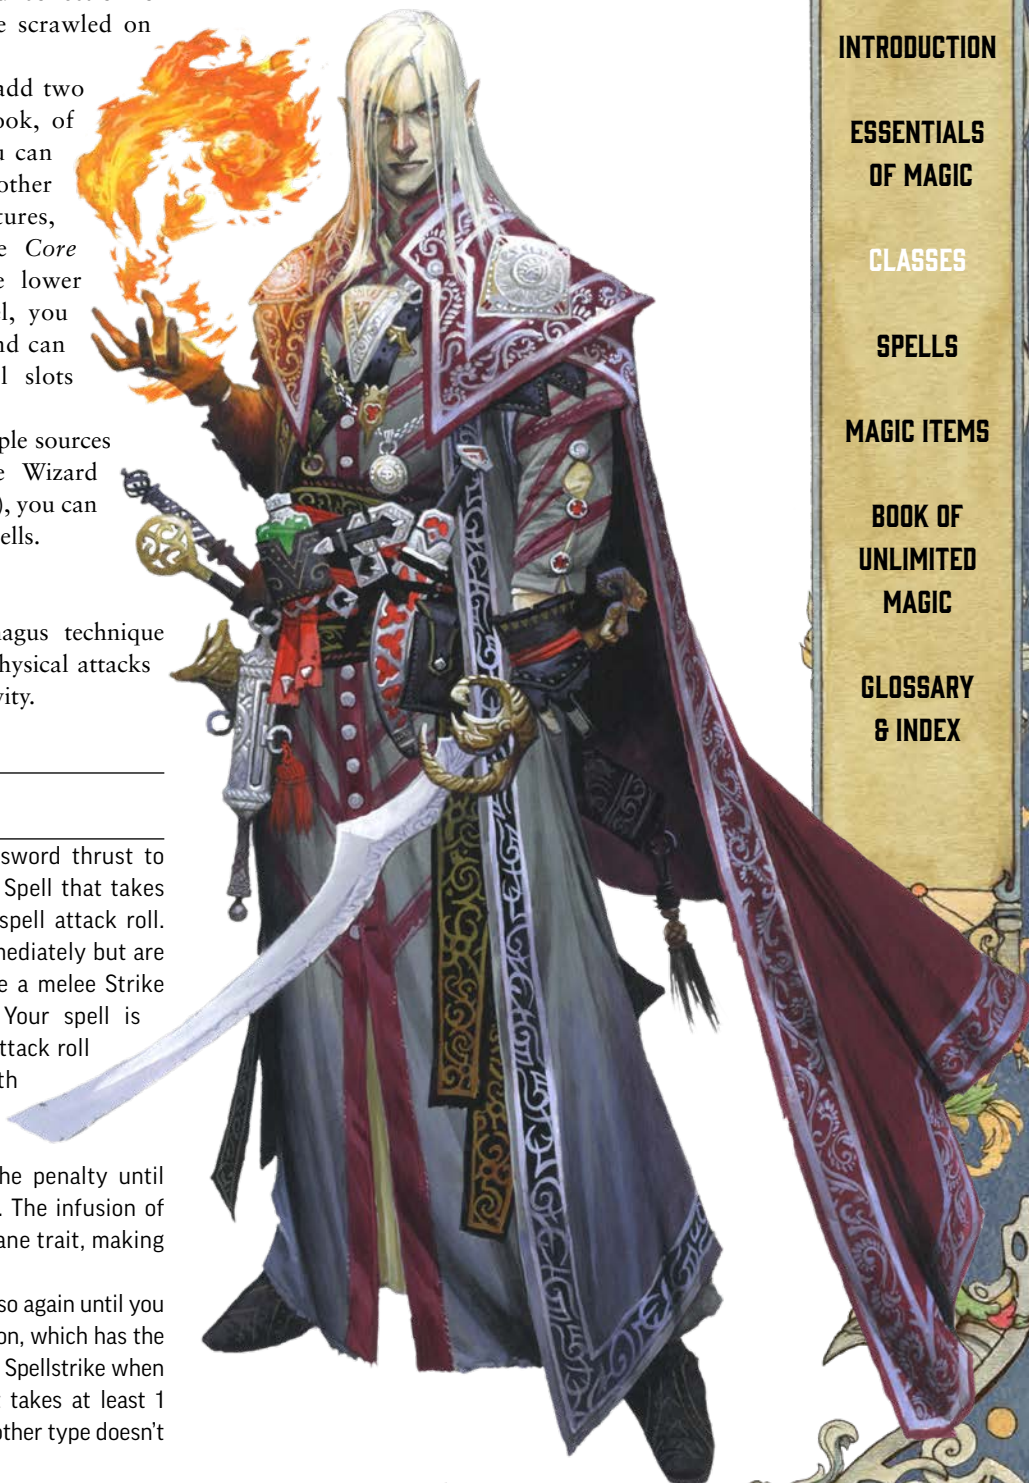 e scrawled on
add two
ook, of
u can
other
tures,
e Core
e lower
el, you
nd can
l slots
ple sources
e Wizard
), you can
ells.
nagus technique
hysical attacks
vity.
sword thrust to
Spell that takes
spell attack roll.
nediately but are
e a melee Strike
Your spell is
ttack roll
th
he penalty until
. The infusion of
ane trait, making
so again until you
on, which has the
Spellstrike when
takes at least 1
other type doesn't
INTRODUCTION
ESSENTIALS
OF MAGIC
CLASSES
SPELLS
MAGIC ITEMS
BOOK OF
UNLIMITED
MAGIC
GLOSSARY
& INDEX